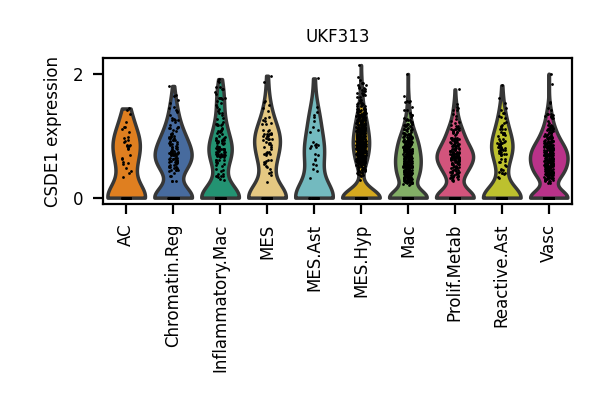 UKF313
CSDE1 expression
2
0
AC
Chromatin.Reg
Inflammatory.Mac
MES
MES.Ast
MES.Hyp
Mac
Prolif.Metab
Reactive.Ast
Vasc